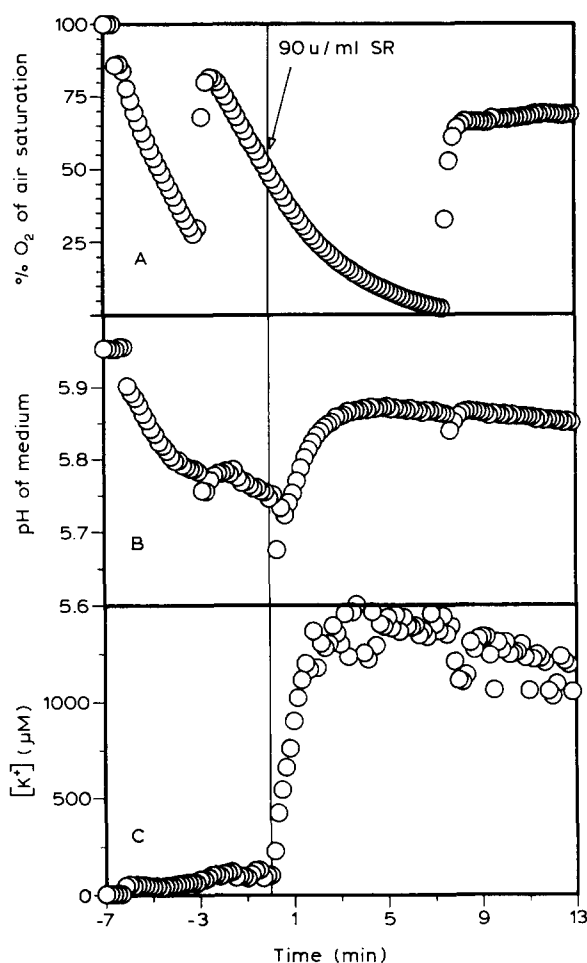 100
90 u/ml SR
75
50
25
% O₂ of air saturation
A
5.9
5.8
5.7
5.6
pH of medium
B
1000
500
0
[K⁺] (μM)
C
-7 -3 1 5 9 13
Time (min)